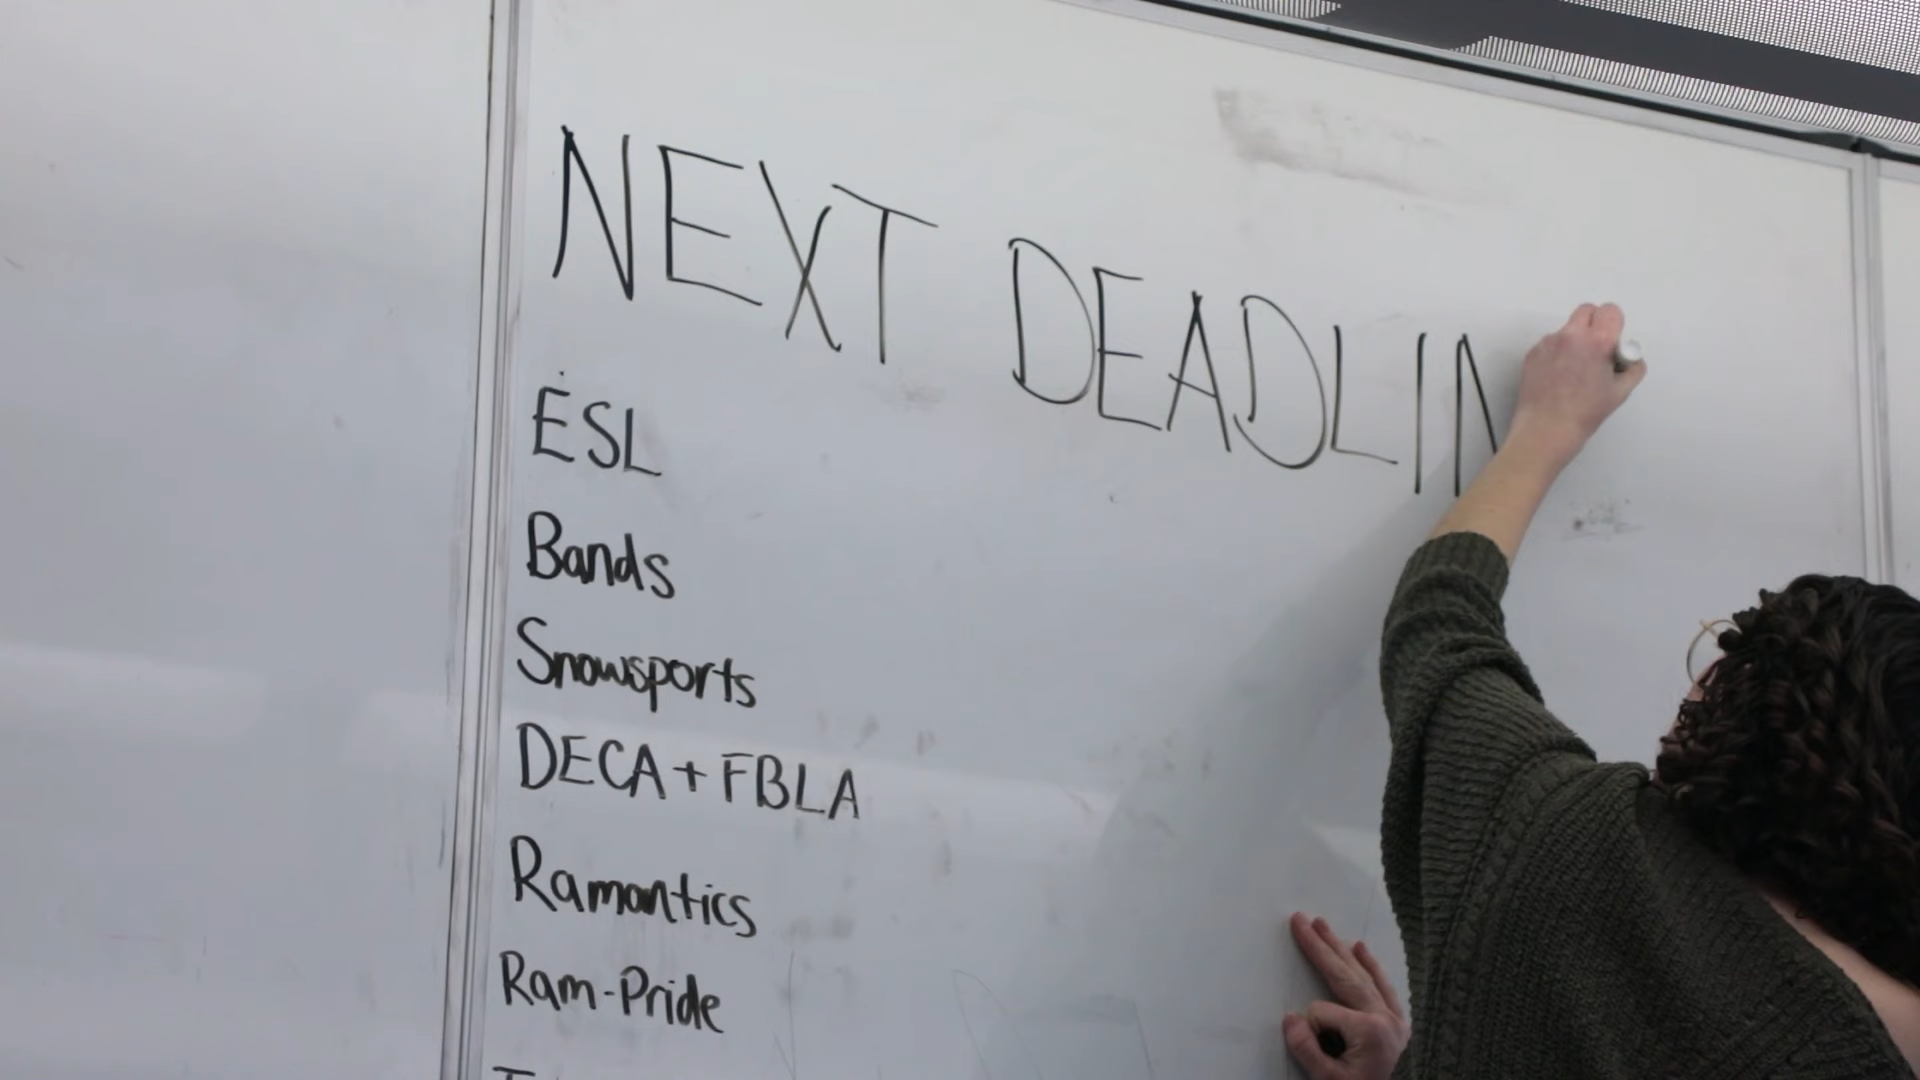 NEXT DEADLIN
ESL
Bands
Snowsports
DECA + FBLA
Ramantics
Ram-Pride